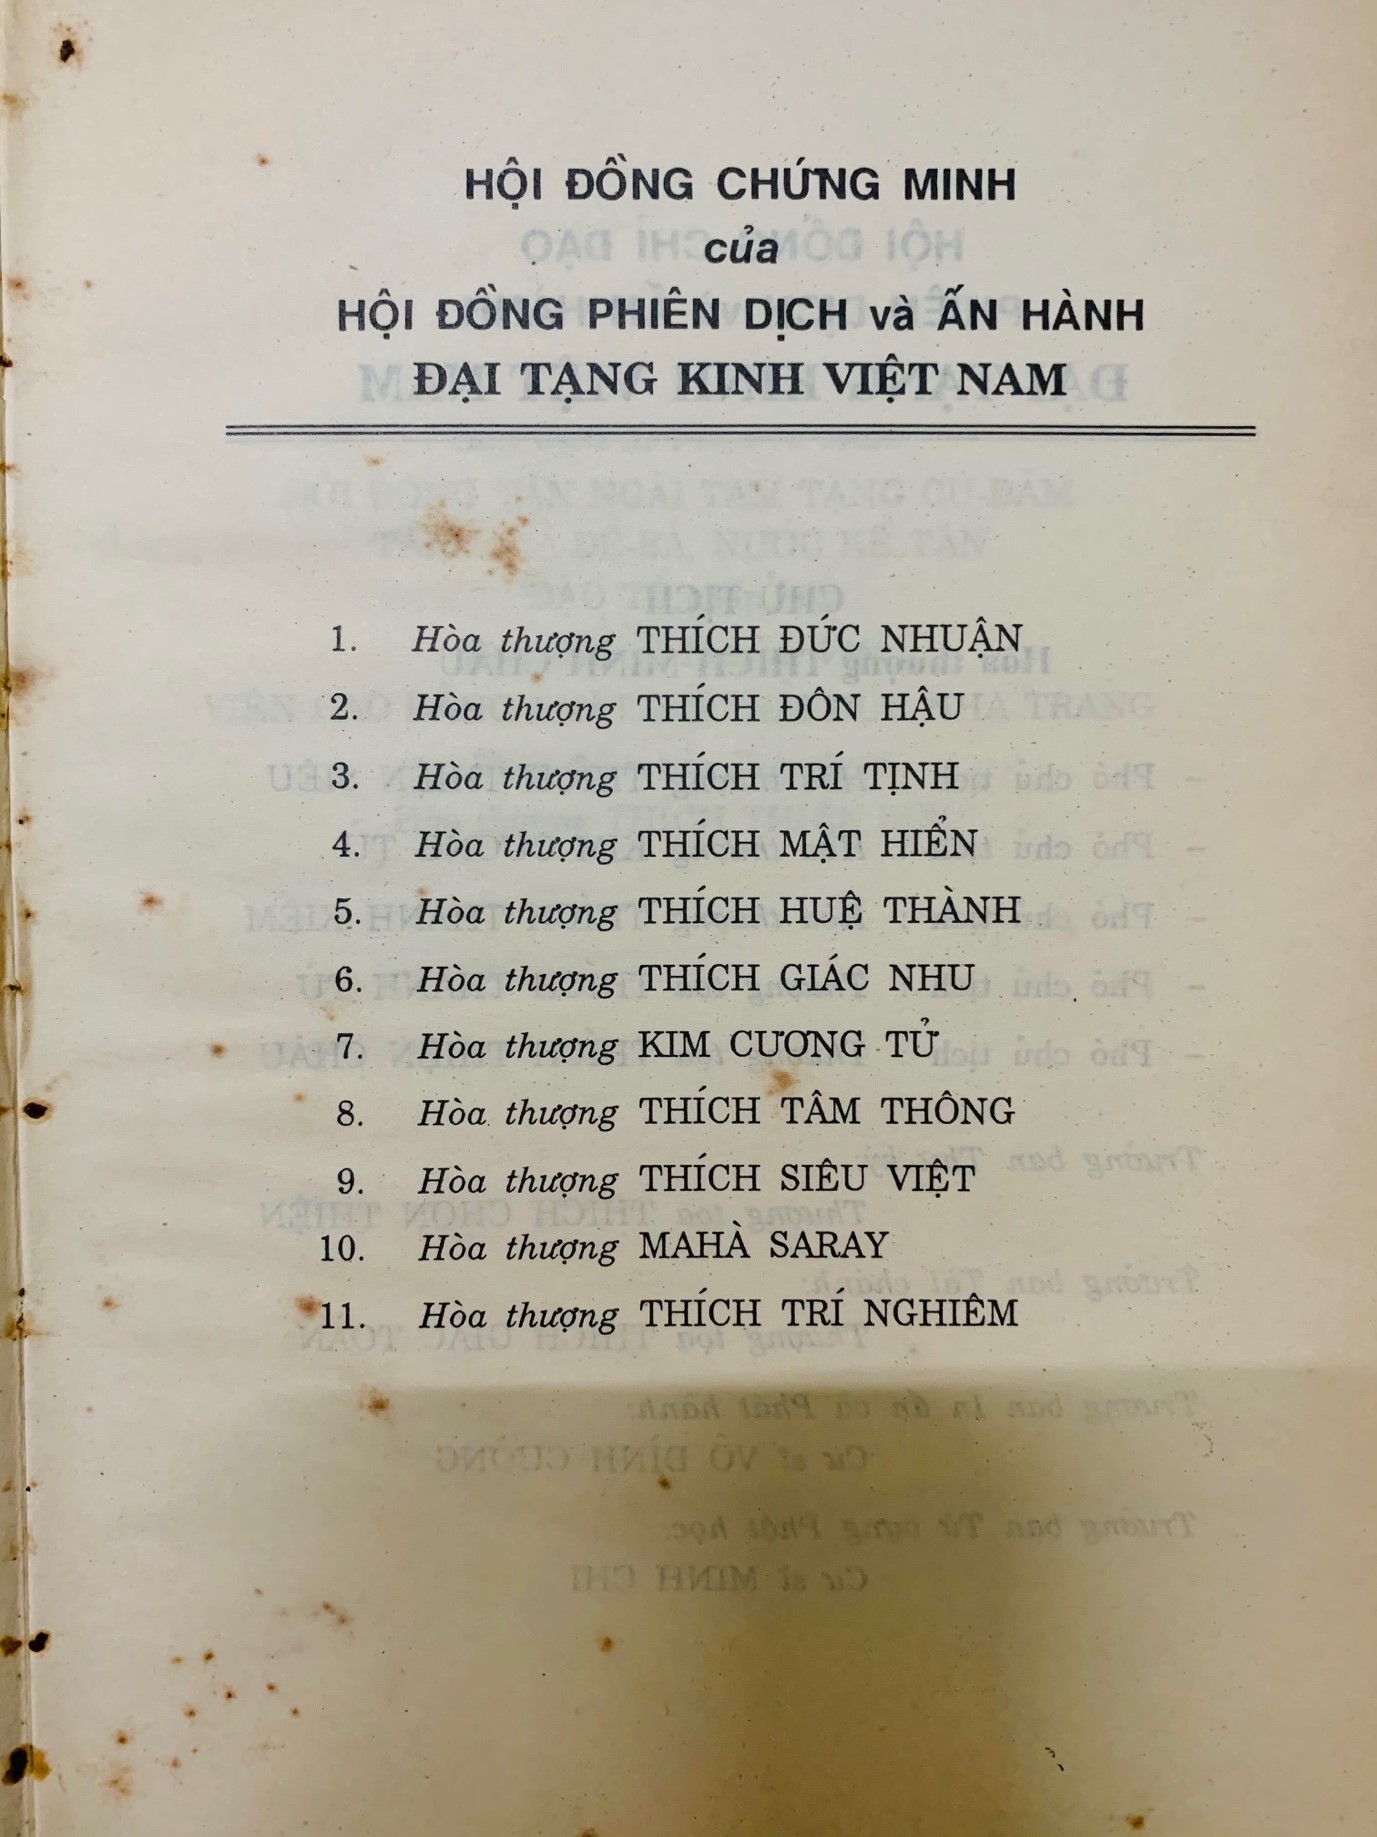 HỘI ĐỒNG CHỨNG MINH
của
HỘI ĐỒNG PHIÊN DỊCH và ẤN HÀNH
ĐẠI TẠNG KINH VIỆT NAM
1. Hòa thượng THÍCH ĐỨC NHUẬN
2. Hòa thượng THÍCH ĐÔN HẬU
3. Hòa thượng THÍCH TRÍ TỊNH
4. Hòa thượng THÍCH MẬT HIỂN
5. Hòa thượng THÍCH HUỆ THÀNH
6. Hòa thượng THÍCH GIÁC NHU
7. Hòa thượng KIM CƯƠNG TỬ
8. Hòa thượng THÍCH TÂM THÔNG
9. Hòa thượng THÍCH SIÊU VIỆT
10. Hòa thượng MAHÀ SARAY
11. Hòa thượng THÍCH TRÍ NGHIÊM